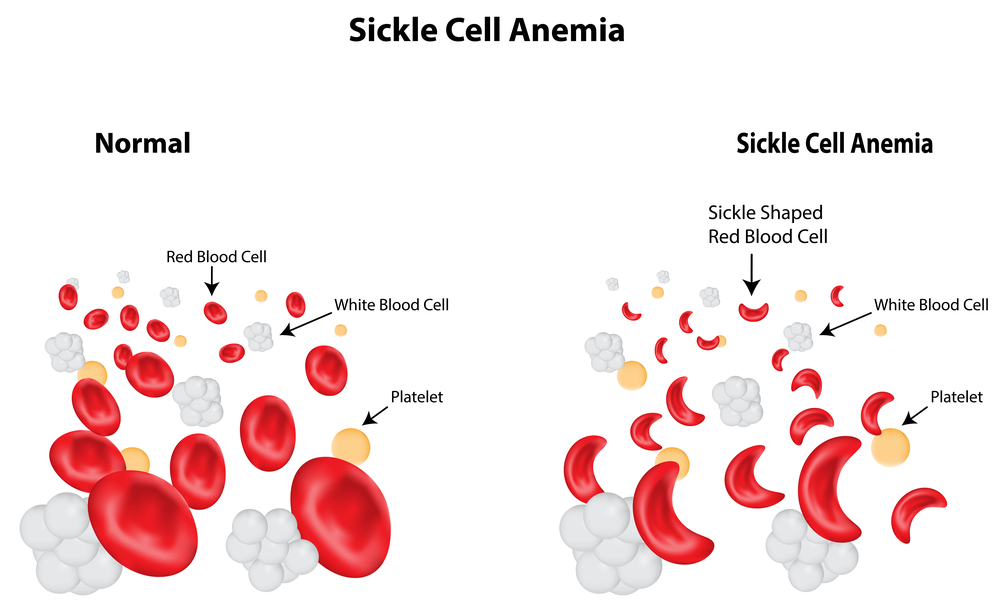 Sickle Cell Anemia
Normal
Sickle Cell Anemia
Sickle Shaped
Red Blood Cell
Red Blood Cell
White Blood Cell
White Blood Cell
Platelet
Platelet